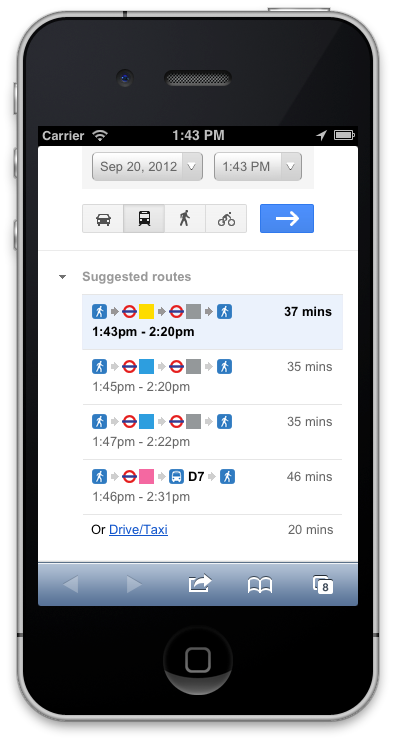 Carrier 1:43 PM
Sep 20, 2012 1:43 PM
Suggested routes
37 mins
1:43pm - 2:20pm
35 mins
1:45pm - 2:20pm
35 mins
1:47pm - 2:22pm
D7 46 mins
1:46pm - 2:31pm
Or Drive/Taxi 20 mins
8